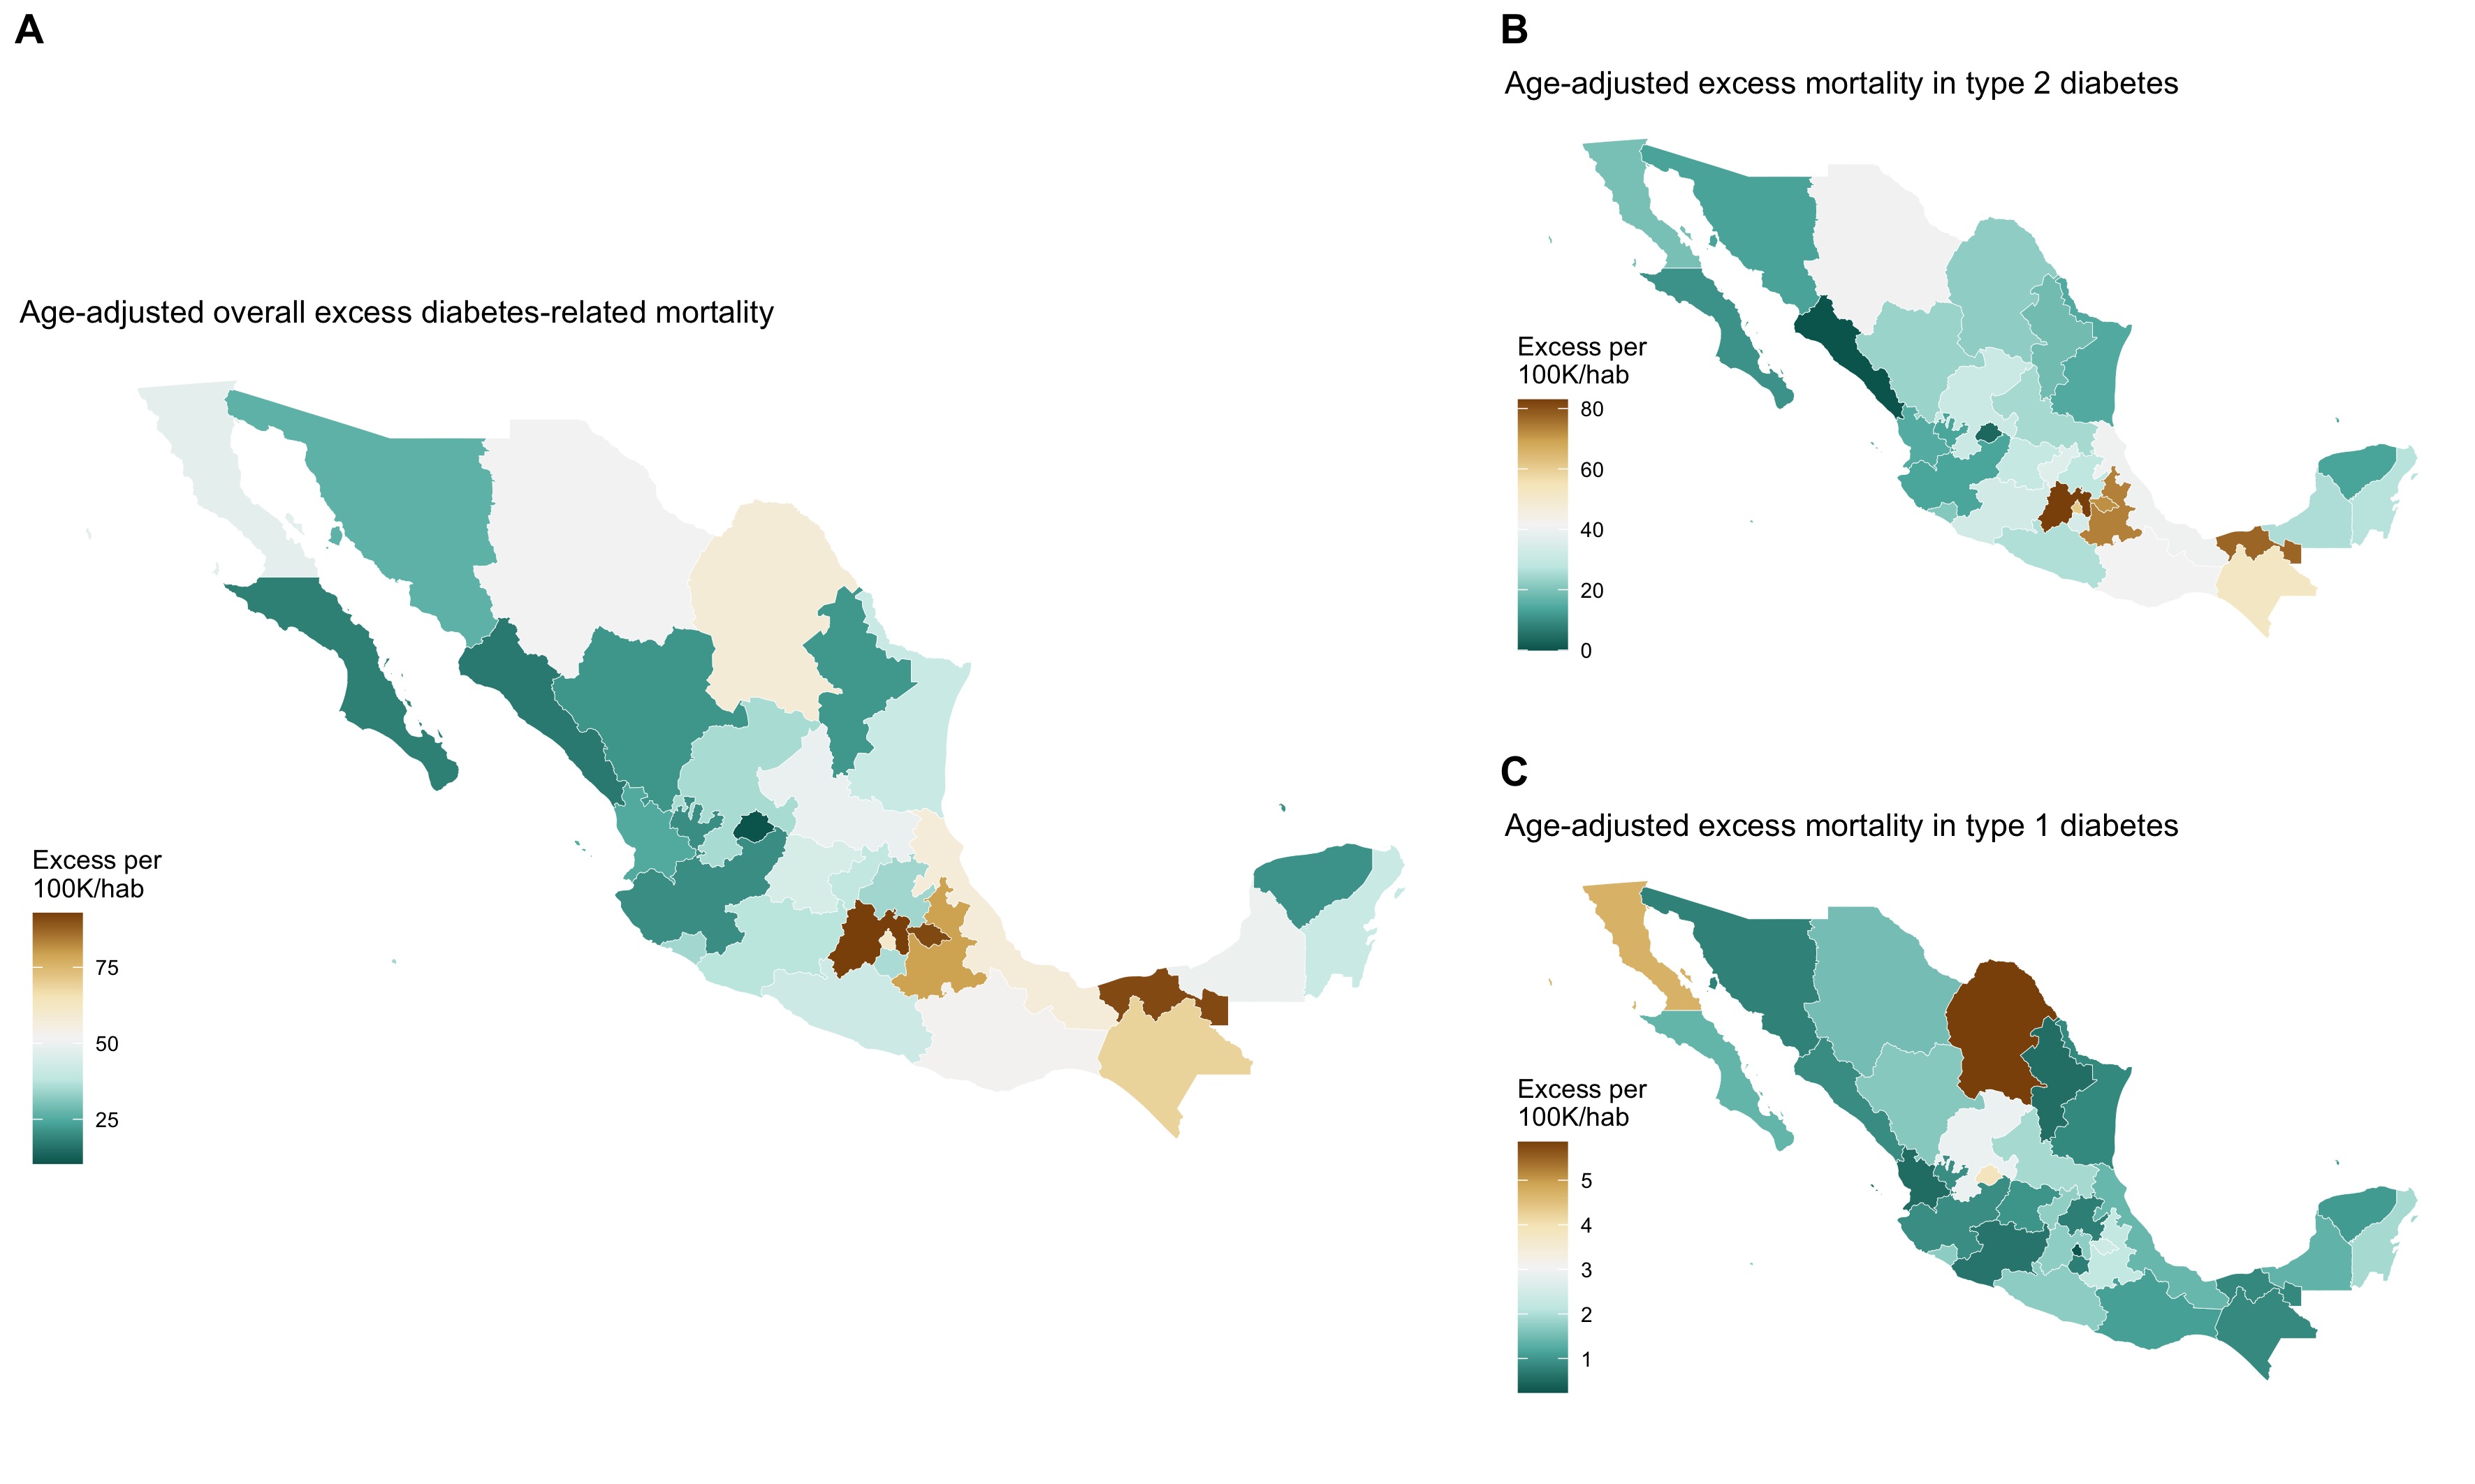 A
Age-adjusted overall excess diabetes-related mortality
Excess per
100K/hab
75
50
25
B
Age-adjusted excess mortality in type 2 diabetes
Excess per
100K/hab
80
60
40
20
0
C
Age-adjusted excess mortality in type 1 diabetes
Excess per
100K/hab
5
4
3
2
1